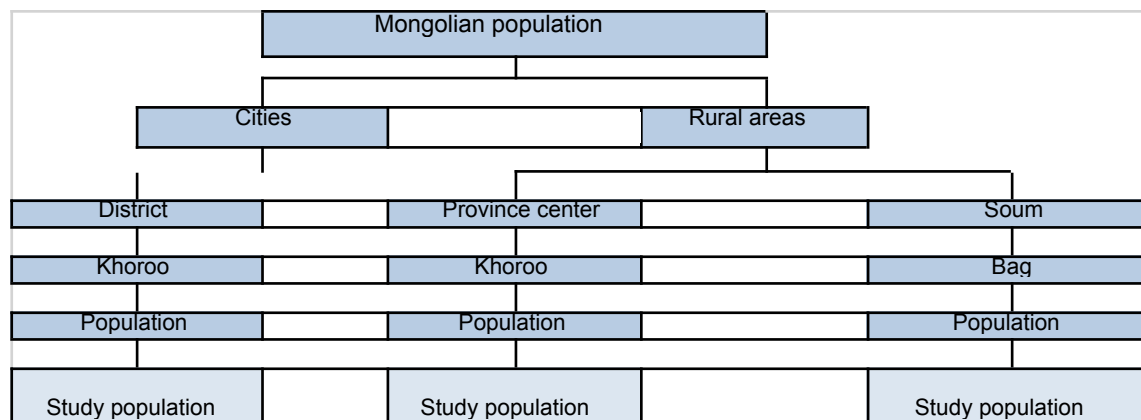 Mongolian population
Cities
Rural areas
District
Province center
Soum
Khoroo
Khoroo
Bag
Population
Population
Population
Study population
Study population
Study population